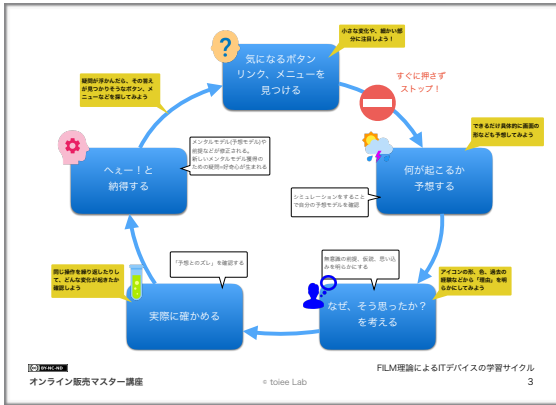 小さな変化や、細かい部
分に注目しよう！
気になるボタン
リンク、メニューを
見つける
すぐに押さず
ストップ！
疑問が浮かんだら、その答え
が見つかりそうなボタン、メ
ニューなどを探してみよう
できるだけ具体的に画面の
形なども予想してみよう
メンタルモデル(予想モデル)や
前提などが修正される。
新しいメンタルモデル獲得の
ための疑問=好奇心が生まれる
へぇー！と
納得する
何が起こるか
予想する
シミュレーションをすること
で自分の予想モデルを確認
「予想とのズレ」を確認する
無意識の前提、仮説、思い込
みを明らかにする
同じ操作を繰り返したりし
て、どんな変化が起きたか
確認しよう
アイコンの形、色、過去の
経験などから「理由」を明
らかにしてみよう
実際に確かめる
なぜ、そう思ったか？
を考える
CC BY-NC-ND
FILM理論によるITデバイスの学習サイクル
オンライン販売マスター講座
© toiee Lab
3